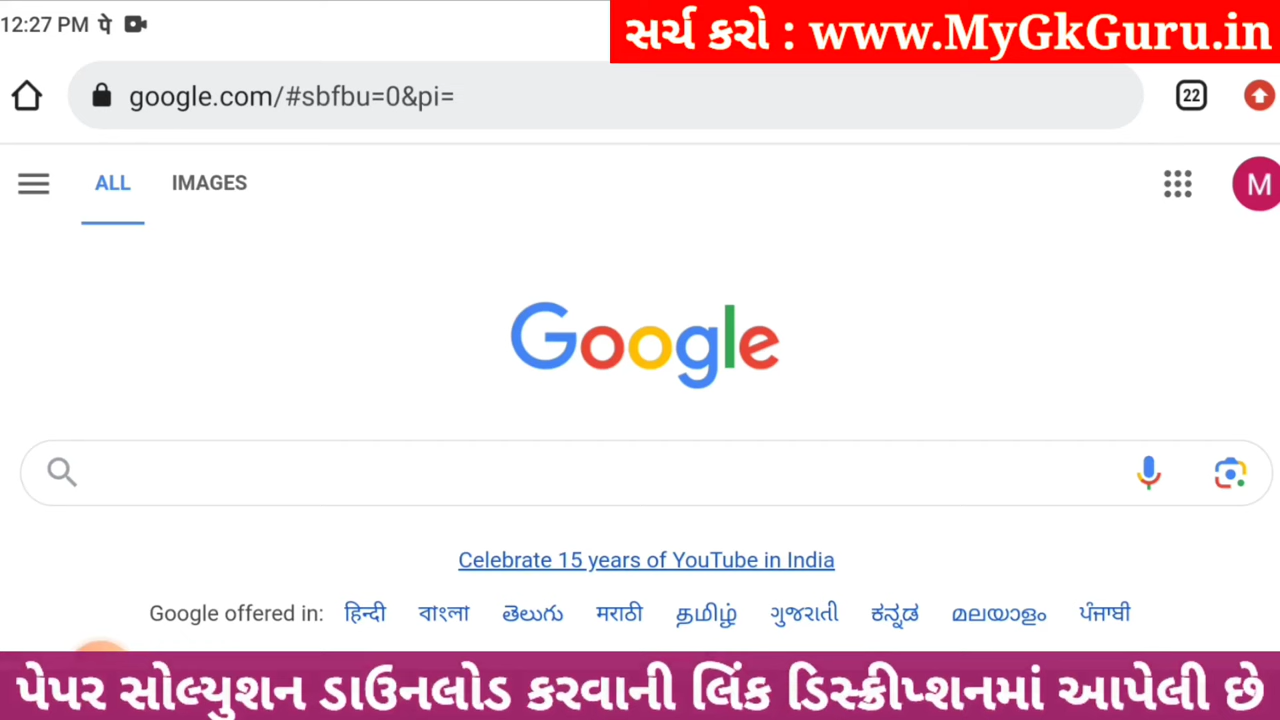 12:27 PM पे
સર્ચ કરો : www.MyGkGuru.in
google.com/#sbfbu=0&pi=
22
ALL IMAGES
M
Google
Celebrate 15 years of YouTube in India
Google offered in: हिन्दी বাংলা తెలుగు मराठी தமிழ் ગુજરાતી ಕನ್ನಡ മലയാളം ਪੰਜਾਬੀ
પેપર સોલ્યુશન ડાઉનલોડ કરવાની લિંક ડિસ્ક્રીપ્શનમાં આપેલી છે